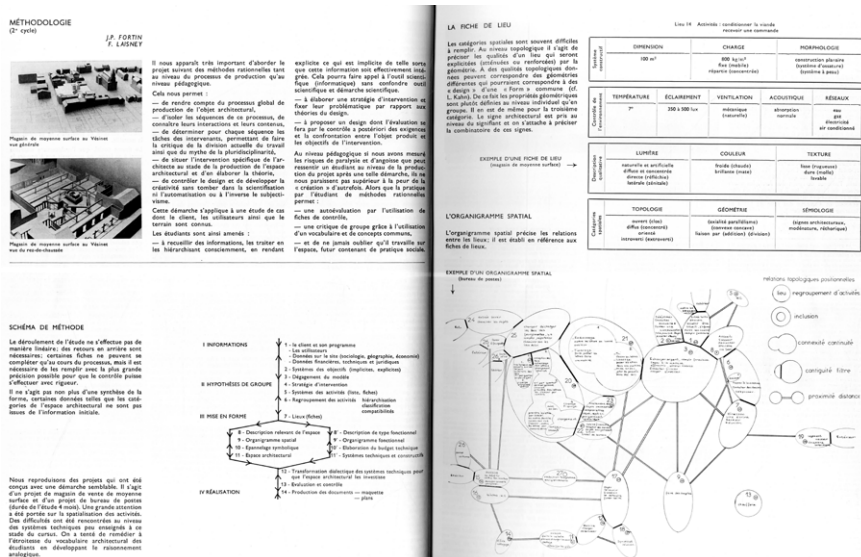 MÉTHODOLOGIE
(2ᵉ cycle)
J.P. FORTIN
F. LAISNEY
Magasin de moyenne surface au Vésinet
vue générale
Magasin de moyenne surface au Vésinet
vue du rez-de-chaussée
Il nous apparaît très important d'aborder le
projet suivant des méthodes rationnelles tant
au niveau du processus de production qu'au
niveau pédagogique.
Cela nous permet :
— de rendre compte du processus global de
production de l'objet architectural,
— d'isoler les séquences de ce processus, de
connaître leurs interactions et leurs contenus,
— de déterminer pour chaque séquence les
tâches des intervenants, permettant de faire
la critique de la division actuelle du travail
ainsi que du mythe de la pluridisciplinarité,
— de situer l'intervention spécifique de l'ar-
chitecte au stade de la production de l'espace
architectural et d'en élaborer la théorie,
— de contrôler le design et de développer la
créativité sans tomber dans la scientification
ni l'automatisation ou à l'inverse le subjecti-
visme.
Cette démarche s'applique à une étude de cas
dont le client, les utilisateurs ainsi que le
terrain sont connus.
Les étudiants sont ainsi amenés :
— à recueillir des informations, les traiter en
les hiérarchisant consciemment, en rendant
explicite ce qui est implicite de telle sorte
que cette information soit effectivement inté-
grée. Cela pourra faire appel à l'outil scienti-
fique (informatique) sans confondre outil
scientifique et démarche scientifique.
— à élaborer une stratégie d'intervention et
fixer leur problématique par rapport aux
théories du design.
— à proposer un design dont l'évaluation se
fera par le contrôle a posteriori des exigences
et la confrontation entre l'objet produit et
les objectifs de l'intervention.
Au niveau pédagogique si nous avons mesuré
les risques de paralysie et d'angoisse que peut
ressentir un étudiant au niveau de la produc-
tion du projet après une telle démarche, ils ne
nous paraissent pas supérieur à la peur de la
« création » d'autrefois. Alors que la pratique
par l'étudiant de méthodes rationnelles
permet :
— une autoévaluation par l'utilisation de
fiches de contrôle,
— une critique de groupe grâce à l'utilisation
d'un vocabulaire et de concepts communs,
— et de ne jamais oublier qu'il travaille sur
l'espace, futur contenant de pratique sociale.
SCHÉMA DE MÉTHODE
Le déroulement de l'étude ne s'effectue pas de
manière linéaire; des retours en arrière sont
nécessaires; certaines fiches ne peuvent se
compléter qu'au cours du processus, mais il est
nécessaire de les remplir avec la plus grande
précision possible pour que le contrôle puisse
s'effectuer avec rigueur.
Il ne s'agit pas non plus d'une synthèse de la
forme, certaines données telles que les caté-
gories de l'espace architectural ne sont pas
issues de l'information initiale.
Nous reproduisons des projets qui ont été
conçus avec une démarche semblable. Il s'agit
d'un projet de magasin de vente de moyenne
surface et d'un projet de bureau de postes
(durée de l'étude 4 mois). Une grande attention
a été portée sur la spatialisation des activités.
Des difficultés ont été rencontrées au niveau
des systèmes techniques peu enseignés à ce
stade du cursus. On a tenté de remédier à
l'étroitesse du vocabulaire architectural des
étudiants en développant le raisonnement
analogique.
I INFORMATIONS
1 - le client et son programme
- Les utilisateurs
- Données sur le site (sociologie, géographie, économie)
- Données financières, techniques et juridiques
2 - Systèmes des objectifs (implicites, explicites)
3 - Dégagement du modèle
II HYPOTHÈSES DE GROUPE
4 - Stratégie d'intervention
5 - Systèmes des activités (liens, fiches)
6 - Regroupement des activités hiérarchisation
classification
compatibilités
III MISE EN FORME
7 - Lieux (fiches)
8 - Description relevant de l'espace
9 - Organigramme spatial
10 - Epannelage symbolique
11 - Espace architectural
8' - Description de type fonctionnel
9' - Organigramme fonctionnel
10' - Elaboration du budget technique
11' - Systèmes techniques et constructifs
12 - Transformation dialectique des systèmes techniques pour
que l'espace architectural les investisse
13 - Evaluation et contrôle
IV RÉALISATION
14 - Production des documents — maquette
— plans
LA FICHE DE LIEU
Les catégories spatiales sont souvent difficiles
à remplir. Au niveau topologique il s'agit de
préciser les qualités d'un lieu qui seront
explicitées (atténuées ou renforcées) par la
géométrie. A des qualités topologiques don-
nées peuvent correspondre des géométries
différentes qui pourraient correspondre à des
« design » d'une « Form » commune (cf.
L. Kahn). De ce fait les propriétés géométriques
sont plutôt définies au niveau individuel qu'en
groupe. Il en est de même pour la troisième
catégorie. Le signe architectural est pris au
niveau du signifiant et on s'attache à préciser
la combinatoire de ces signes.
EXEMPLE D'UNE FICHE DE LIEU
(magasin de moyenne surface)
L'ORGANIGRAMME SPATIAL
L'organigramme spatial précise les relations
entre les lieux; il est établi en référence aux
fiches de lieux.
EXEMPLE D'UN ORGANIGRAMME SPATIAL
(bureau de postes)
Lieu 14 Activités : conditionner la viande
recevoir une commande
Système constructif
DIMENSION
CHARGE
MORPHOLOGIE
100 m²
800 kg/m²
fixe (mobile)
répartie (concentrée)
construction planaire
(système d'ossature)
(système à peau)
Contrôle de l'environnement
TEMPÉRATURE
ÉCLAIREMENT
VENTILATION
ACOUSTIQUE
RÉSEAUX
7°
250 à 500 lux
mécanique
(naturelle)
absorption
normale
eau
gaz
électricité
air conditionné
Description qualitative
LUMIÈRE
COULEUR
TEXTURE
naturelle et artificielle
diffuse et concentrée
directe (réfléchie)
latérale (zénitale)
froide (chaude)
brillante (mate)
lisse (rugueuse)
dure (molle)
lavable
Catégories spatiales
TOPOLOGIE
GÉOMÉTRIE
SÉMIOLOGIE
ouvert (clos)
diffus (concentré)
orienté
introverti (extraverti)
(axialité parallélisme)
(convexe concave)
liaison par (addition) (division)
(signes architecturaux,
modénature, réthorique)
relations topologiques positionnelles
lieu
regroupement d'activités
inclusion
connexité continuité
contiguïté filtre
proximité distance